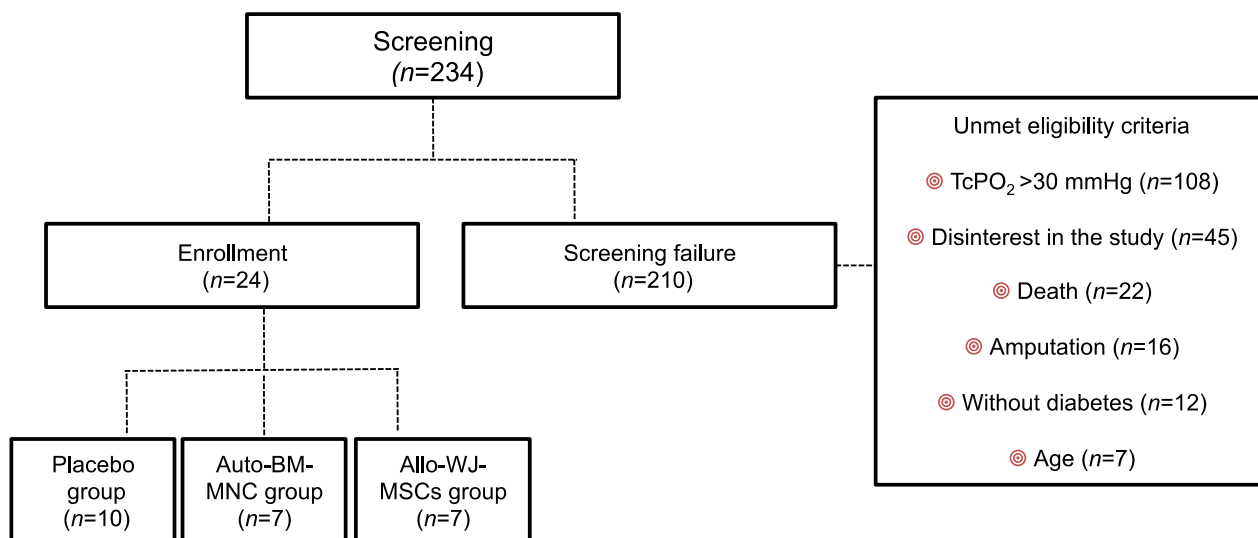 Screening
(n=234)
Unmet eligibility criteria
TcPO₂ >30 mmHg (n=108)
Disinterest in the study (n=45)
Death (n=22)
Amputation (n=16)
Without diabetes (n=12)
Age (n=7)
Enrollment
(n=24)
Screening failure
(n=210)
Placebo
group
(n=10)
Auto-BM-
MNC group
(n=7)
Allo-WJ-
MSCs group
(n=7)